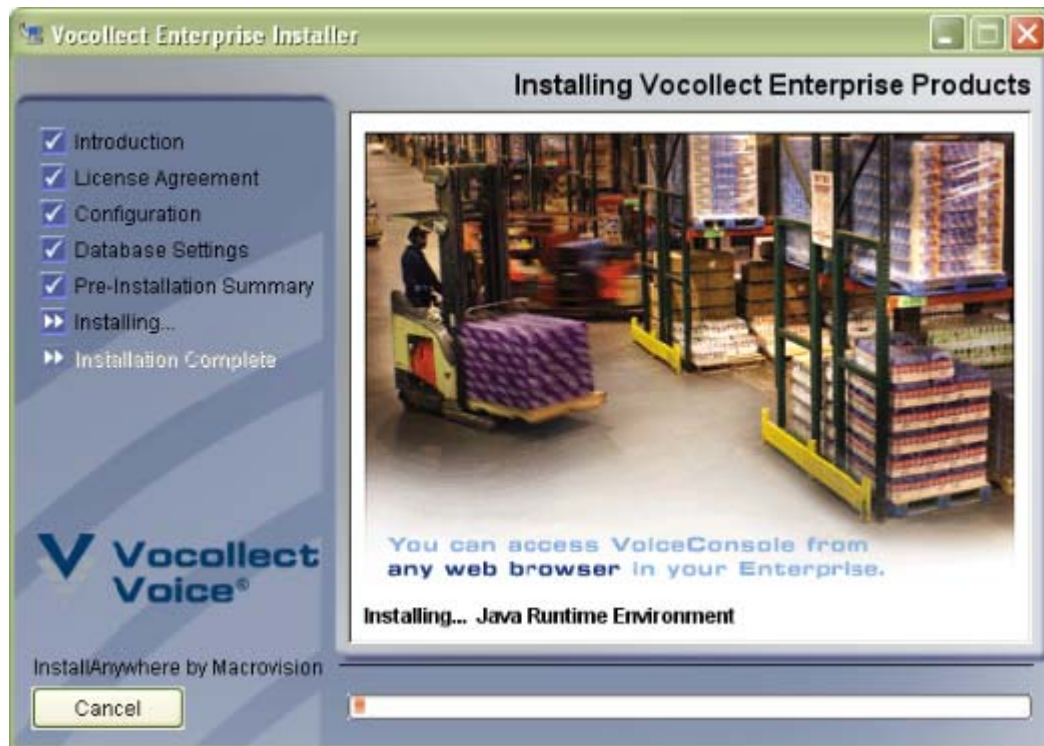 Vocollect Enterprise Installer
Installing Vocollect Enterprise Products
Introduction
License Agreement
Configuration
Database Settings
Pre-Installation Summary
Installing...
Installation Complete
Vocollect
Voice®
You can access VoiceConsole from
any web browser in your Enterprise.
Installing... Java Runtime Environment
InstallAnywhere by Macrovision
Cancel